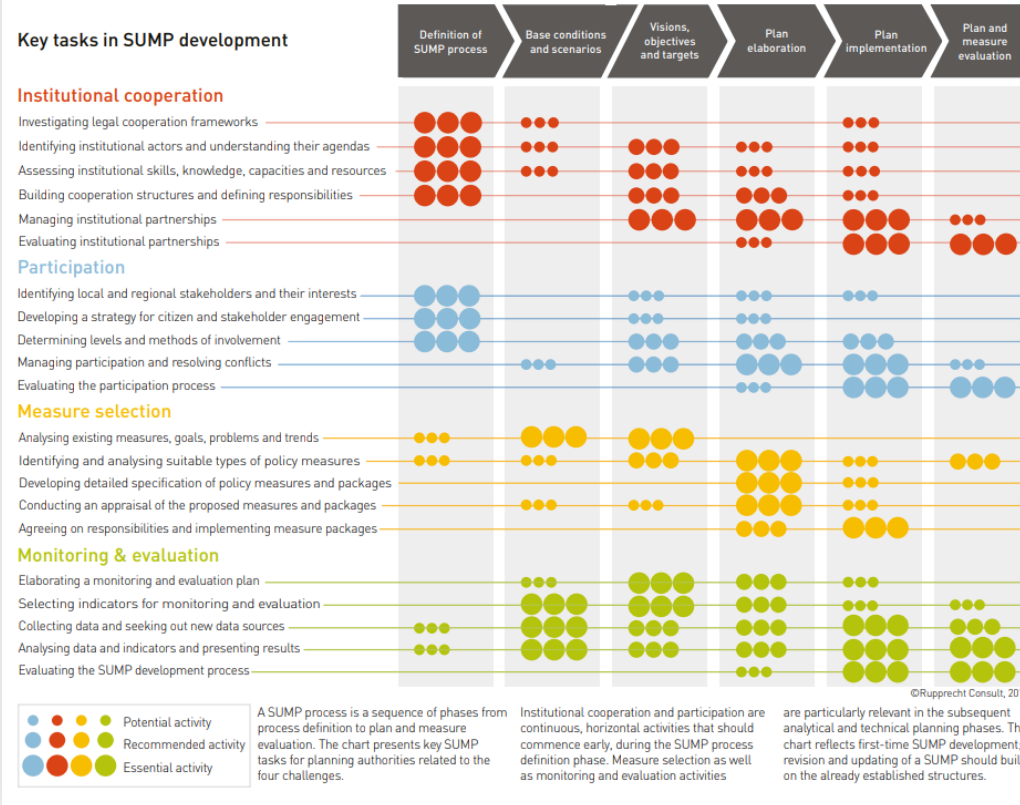 Key tasks in SUMP development
Definition of
SUMP process
Base conditions
and scenarios
Visions,
objectives
and targets
Plan
elaboration
Plan
implementation
Plan and
measure
evaluation
Institutional cooperation
Investigating legal cooperation frameworks
Identifying institutional actors and understanding their agendas
Assessing institutional skills, knowledge, capacities and resources
Building cooperation structures and defining responsibilities
Managing institutional partnerships
Evaluating institutional partnerships
Participation
Identifying local and regional stakeholders and their interests
Developing a strategy for citizen and stakeholder engagement
Determining levels and methods of involvement
Managing participation and resolving conflicts
Evaluating the participation process
Measure selection
Analysing existing measures, goals, problems and trends
Identifying and analysing suitable types of policy measures
Developing detailed specification of policy measures and packages
Conducting an appraisal of the proposed measures and packages
Agreeing on responsibilities and implementing measure packages
Monitoring & evaluation
Elaborating a monitoring and evaluation plan
Selecting indicators for monitoring and evaluation
Collecting data and seeking out new data sources
Analysing data and indicators and presenting results
Evaluating the SUMP development process
©Rupprecht Consult, 20
Potential activity
Recommended activity
Essential activity
A SUMP process is a sequence of phases from
process definition to plan and measure
evaluation. The chart presents key SUMP
tasks for planning authorities related to the
four challenges.
Institutional cooperation and participation are
continuous, horizontal activities that should
commence early, during the SUMP process
definition phase. Measure selection as well
as monitoring and evaluation activities
are particularly relevant in the subsequent
analytical and technical planning phases. Th
chart reflects first-time SUMP development;
revision and updating of a SUMP should buil
on the already established structures.